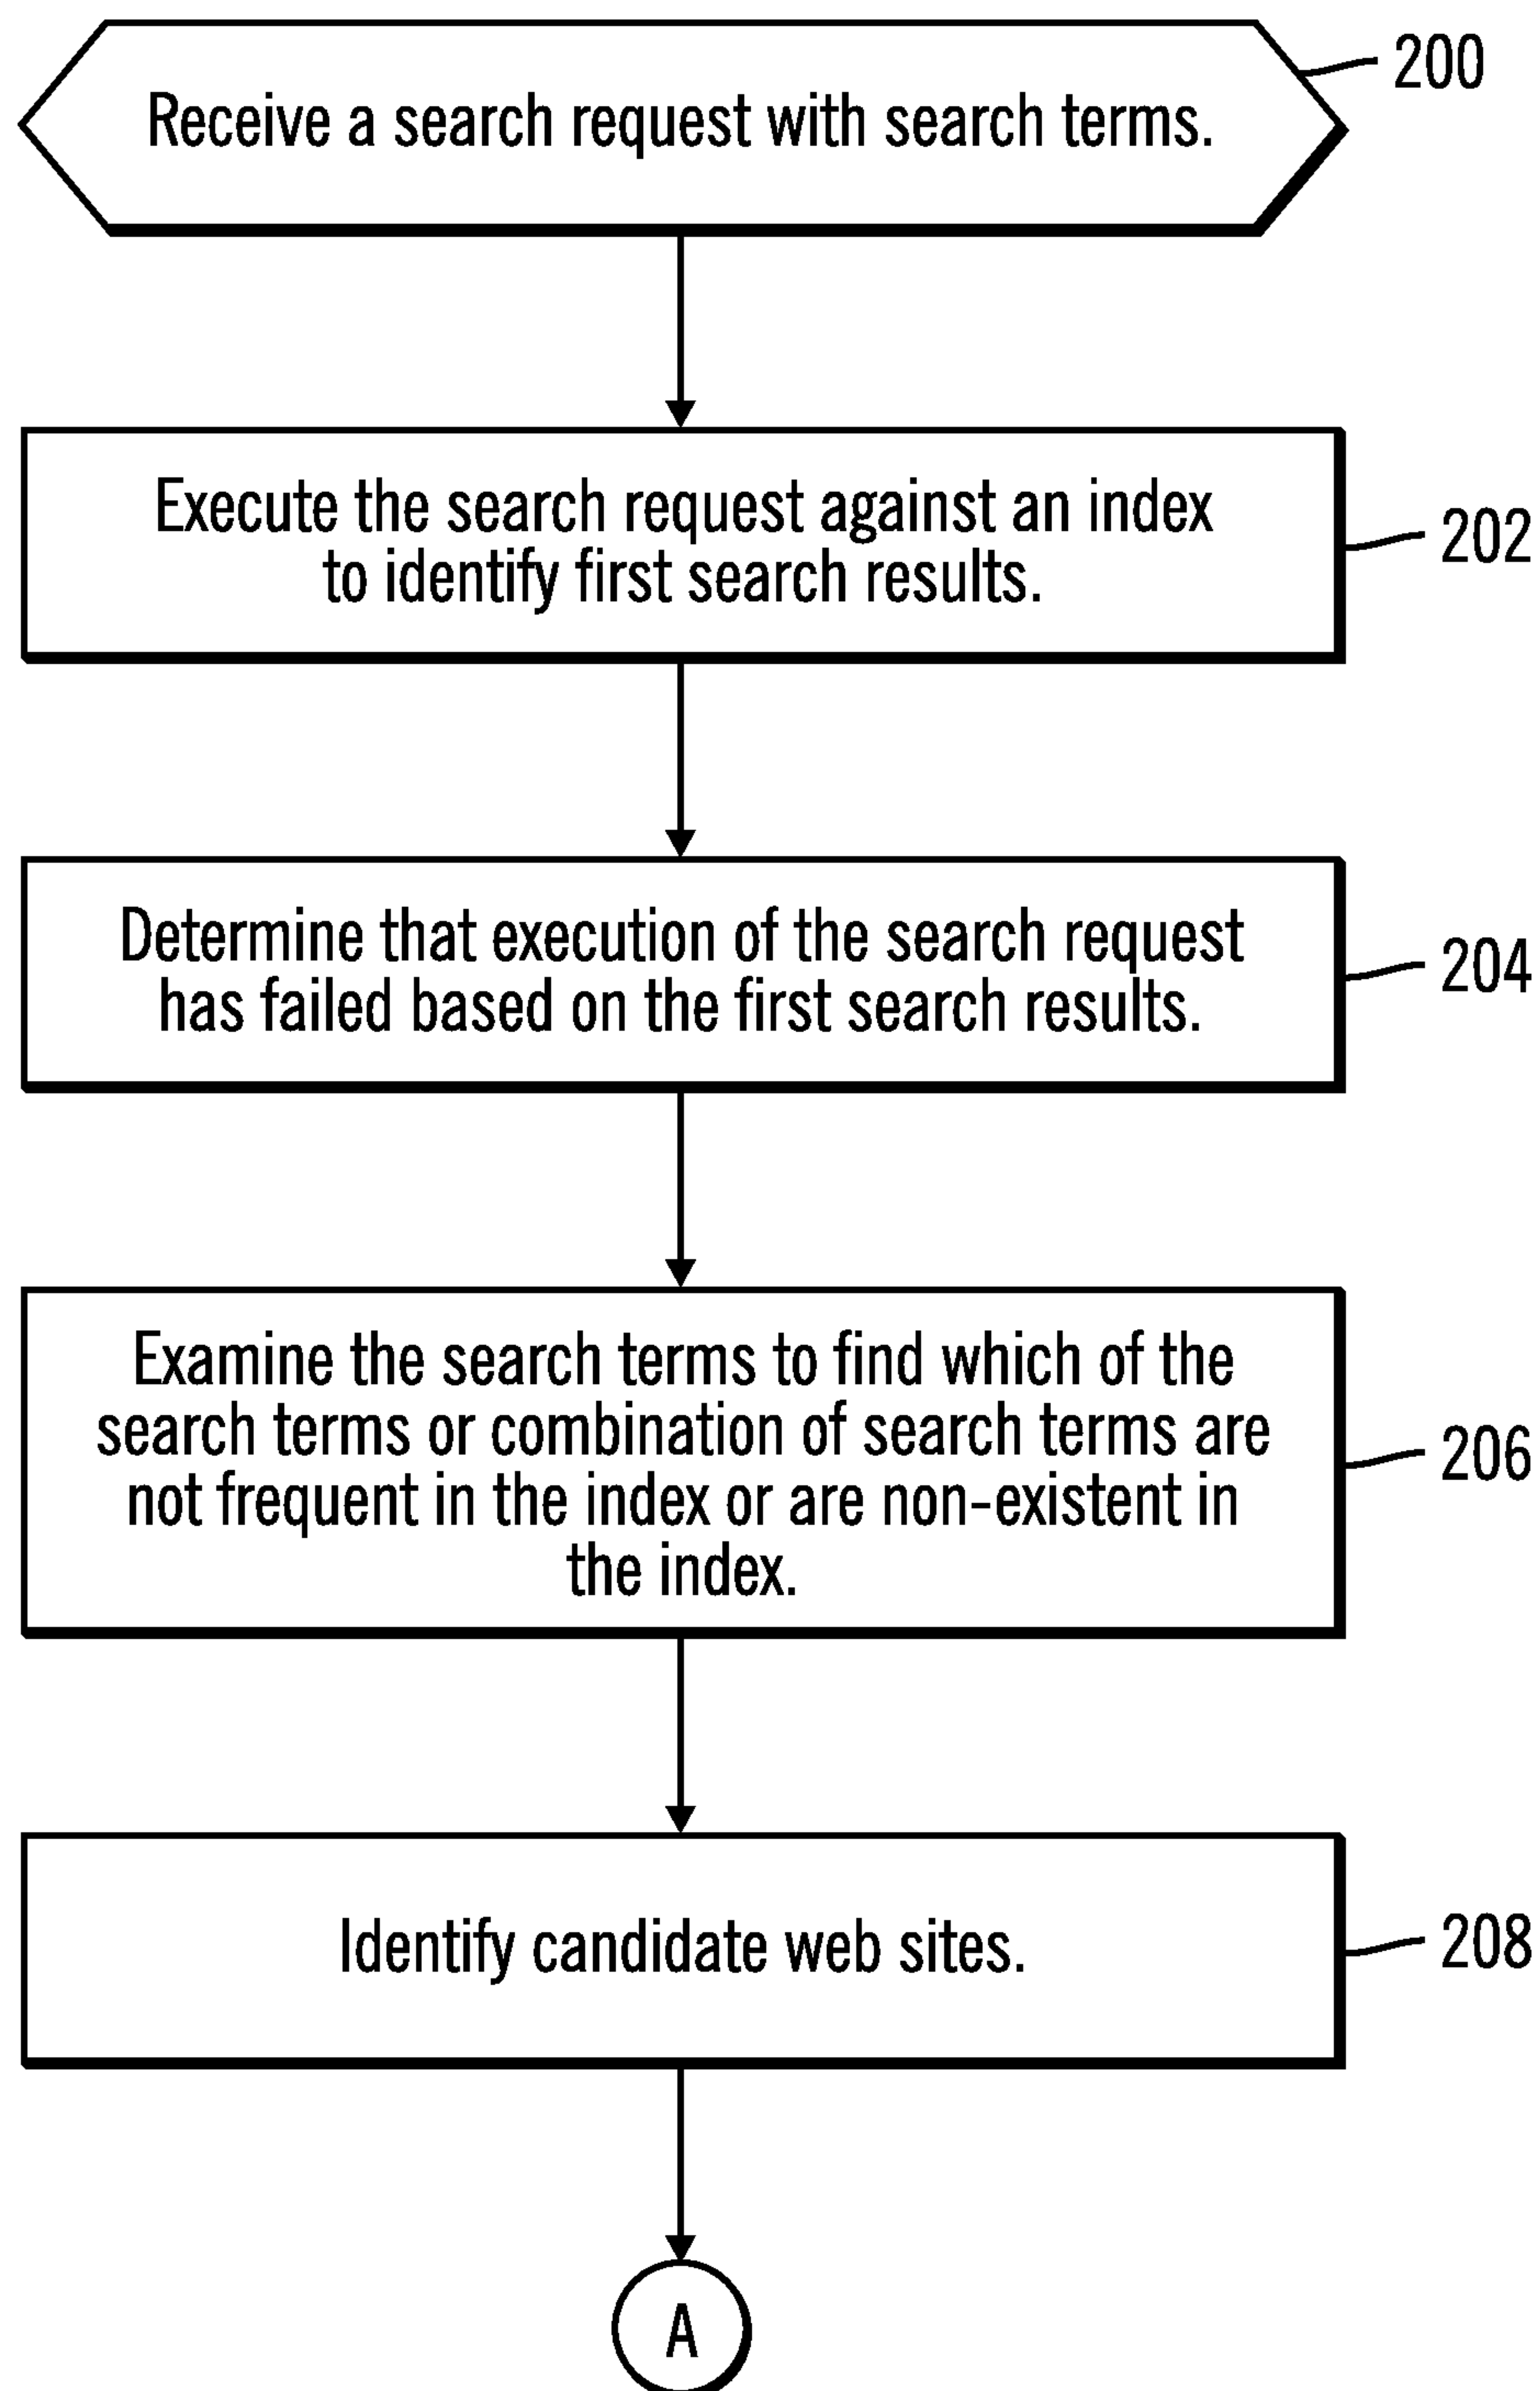 Receive a search request with search terms.
200
Execute the search request against an index
to identify first search results.
202
Determine that execution of the search request
has failed based on the first search results.
204
Examine the search terms to find which of the
search terms or combination of search terms are
not frequent in the index or are non-existent in
the index.
206
Identify candidate web sites.
208
A